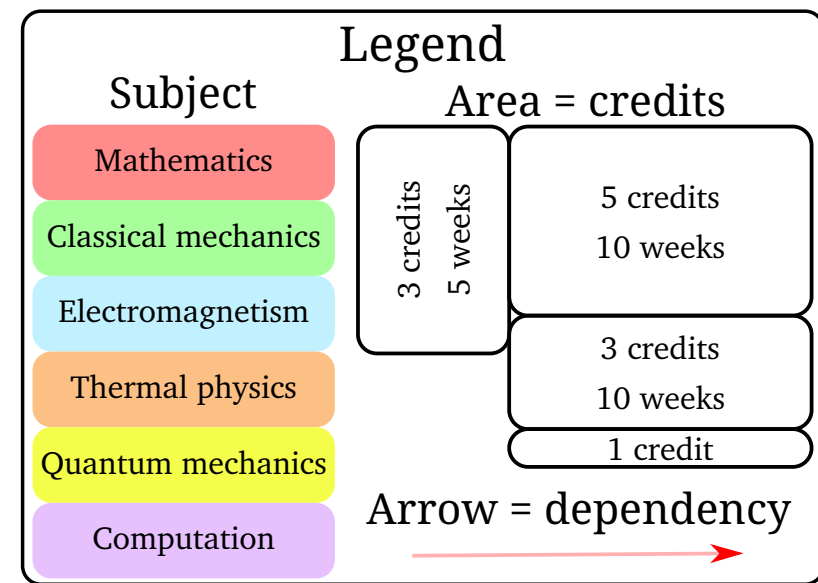 Legend
Subject
Mathematics
Classical mechanics
Electromagnetism
Thermal physics
Quantum mechanics
Computation
Area = credits
3 credits
5 weeks
5 credits
10 weeks
3 credits
10 weeks
1 credit
Arrow = dependency